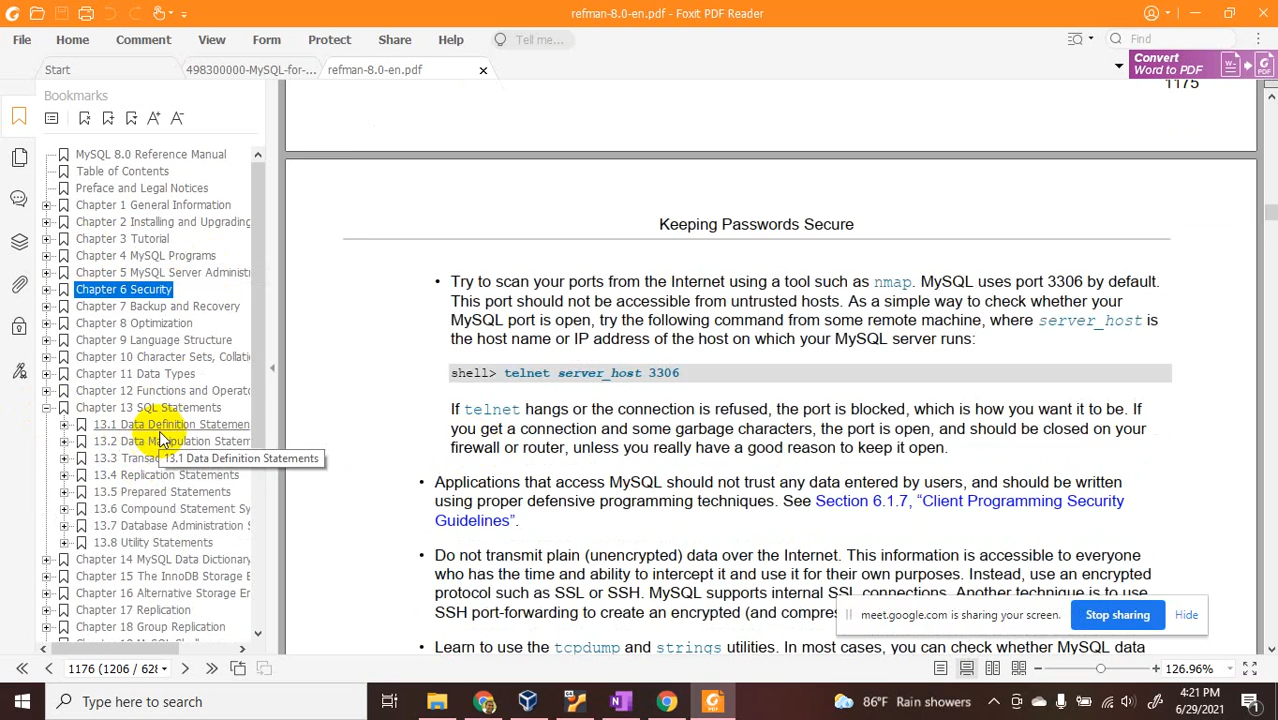 refman-8.0-en.pdf - Foxit PDF Reader
File Home Comment Security View Form Protect Share Help Tell me... Find
Start 498300000-MySQL-for-... refman-8.0-en.pdf
Convert
Word to PDF
Bookmarks
MySQL 8.0 Reference Manual
Table of Contents
Preface and Legal Notices
Chapter 1 General Information
Chapter 2 Installing and Upgrading
Chapter 3 Tutorial
Chapter 4 MySQL Programs
Chapter 5 MySQL Server Administ
Chapter 6 Security
Chapter 7 Backup and Recovery
Chapter 8 Optimization
Chapter 9 Language Structure
Chapter 10 Character Sets, Collati
Chapter 11 Data Types
Chapter 12 Functions and Operato
Chapter 13 SQL Statements
13.1 Data Definition Statemen
13.2 Data Manipulation Statem
13.3 Transac
13.1 Data Definition Statements
13.4 Replication Statements
13.5 Prepared Statements
13.6 Compound Statement Sy
13.7 Database Administration S
13.8 Utility Statements
Chapter 14 MySQL Data Dictionary
Chapter 15 The InnoDB Storage E
Chapter 16 Alternative Storage En
Chapter 17 Replication
Chapter 18 Group Replication
1175
Keeping Passwords Secure
• Try to scan your ports from the Internet using a tool such as nmap. MySQL uses port 3306 by default.
This port should not be accessible from untrusted hosts. As a simple way to check whether your
MySQL port is open, try the following command from some remote machine, where server_host is
the host name or IP address of the host on which your MySQL server runs:
shell> telnet server_host 3306
If telnet hangs or the connection is refused, the port is blocked, which is how you want it to be. If
you get a connection and some garbage characters, the port is open, and should be closed on your
firewall or router, unless you really have a good reason to keep it open.
• Applications that access MySQL should not trust any data entered by users, and should be written
using proper defensive programming techniques. See Section 6.1.7, “Client Programming Security
Guidelines”.
• Do not transmit plain (unencrypted) data over the Internet. This information is accessible to everyone
who has the time and ability to intercept it and use it for their own purposes. Instead, use an encrypted
protocol such as SSL or SSH. MySQL supports internal SSL connections. Another technique is to use
SSH port-forwarding to create an encrypted (and compre
• Learn to use the tcpdump and strings utilities. In most cases, you can check whether MySQL data
meet.google.com is sharing your screen. Stop sharing Hide
1176 (1206 / 628 126.96%
Type here to search
86°F Rain showers
4:21 PM
6/29/2021
1